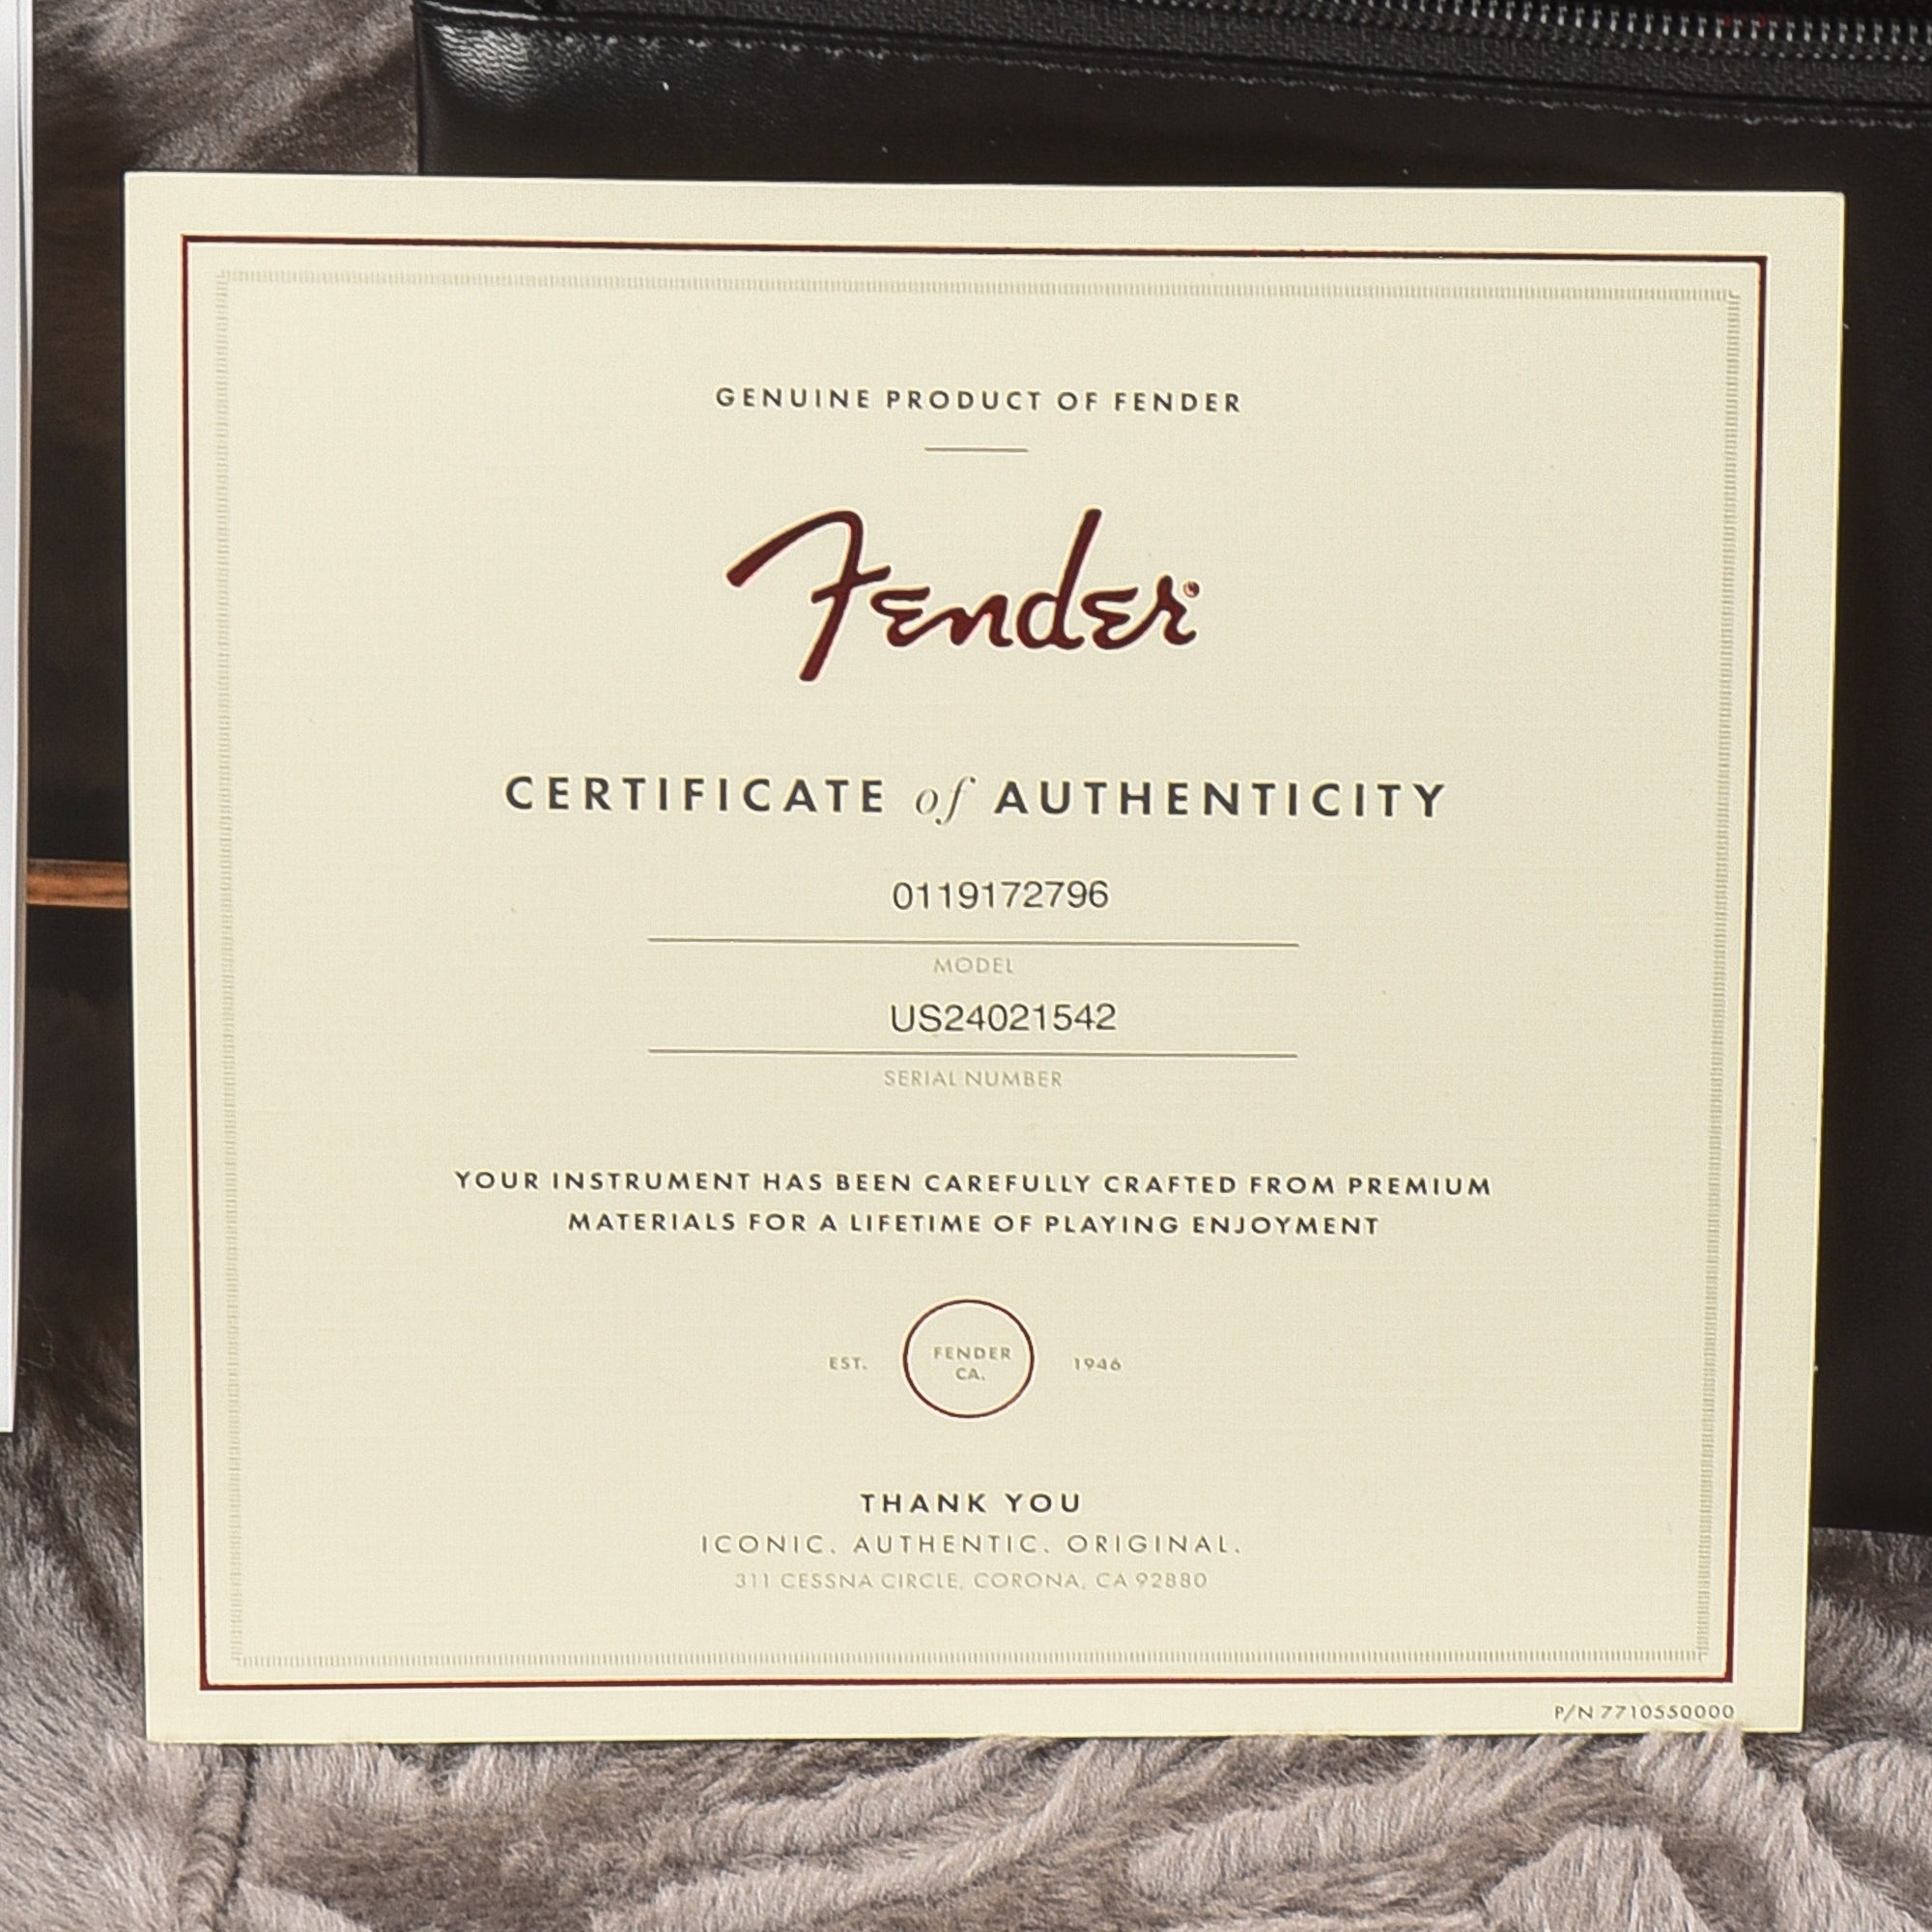 GENUINE PRODUCT OF FENDER
Fender®
CERTIFICATE of AUTHENTICITY
0119172796
MODEL
US24021542
SERIAL NUMBER
YOUR INSTRUMENT HAS BEEN CAREFULLY CRAFTED FROM PREMIUM
MATERIALS FOR A LIFETIME OF PLAYING ENJOYMENT
EST. FENDER 1946
CA.
THANK YOU
ICONIC. AUTHENTIC. ORIGINAL.
311 CESSNA CIRCLE, CORONA, CA 92880
P/N 7710550000